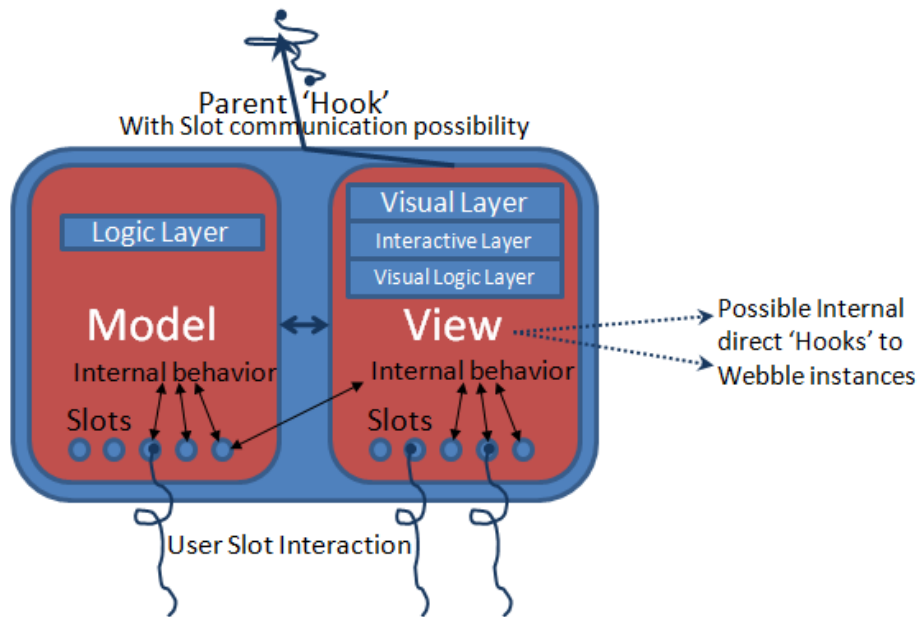 Parent 'Hook'
With Slot communication possibility
Logic Layer
Model
Internal behavior
Slots
Visual Layer
Interactive Layer
Visual Logic Layer
View
Internal behavior
Slots
Possible Internal
direct 'Hooks' to
Webble instances
User Slot Interaction